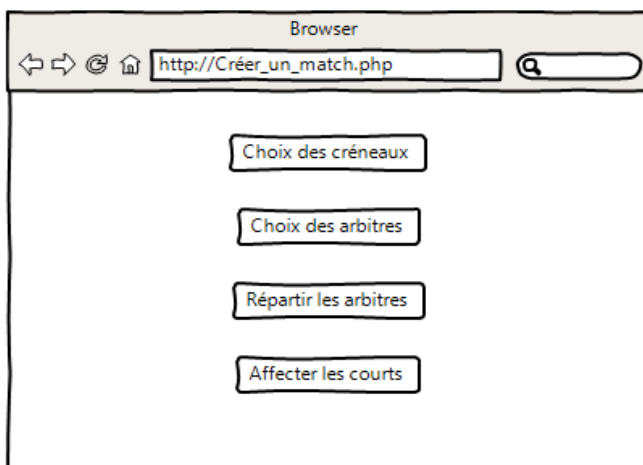 Browser
http://Créer_un_match.php
Choix des créneaux
Choix des arbitres
Répartir les arbitres
Affecter les courts